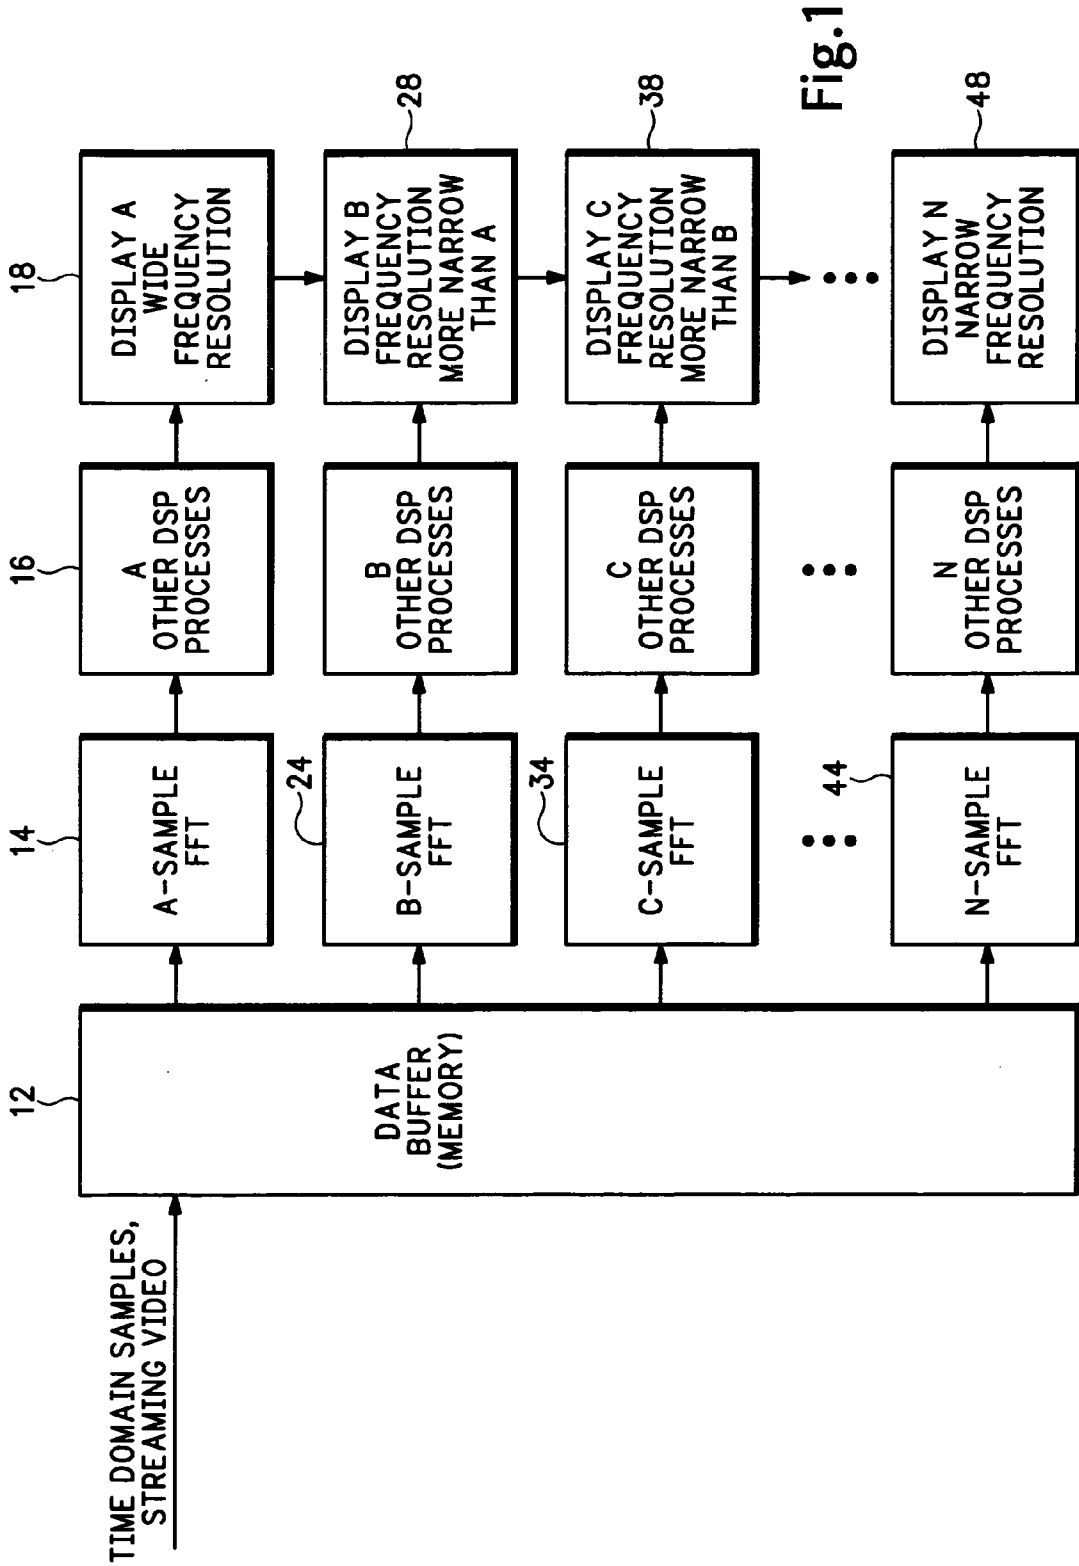 TIME DOMAIN SAMPLES,
STREAMING VIDEO
12
DATA
BUFFER
(MEMORY)
14
A-SAMPLE
FFT
16
A
OTHER DSP
PROCESSES
18
DISPLAY A
WIDE
FREQUENCY
RESOLUTION
24
B-SAMPLE
FFT
B
OTHER DSP
PROCESSES
28
DISPLAY B
FREQUENCY
RESOLUTION
MORE NARROW
THAN A
34
C-SAMPLE
FFT
C
OTHER DSP
PROCESSES
38
DISPLAY C
FREQUENCY
RESOLUTION
MORE NARROW
THAN B
44
N-SAMPLE
FFT
N
OTHER DSP
PROCESSES
48
DISPLAY N
NARROW
FREQUENCY
RESOLUTION
Fig.1